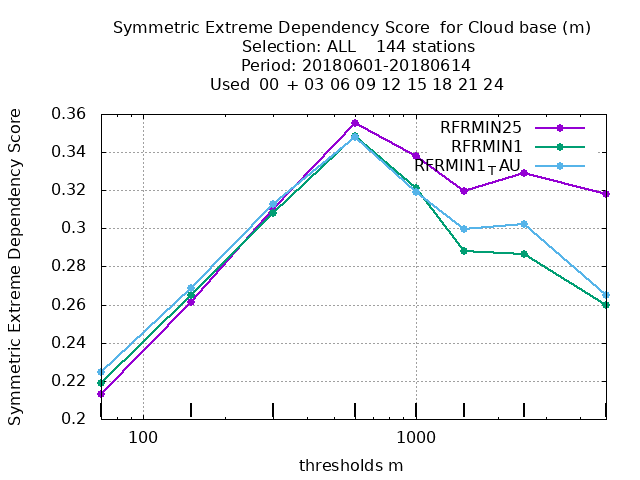 Symmetric Extreme Dependency Score  for Cloud base (m)
Selection: ALL    144 stations
Period: 20180601-20180614
Used  00 + 03 06 09 12 15 18 21 24
Symmetric Extreme Dependency Score
0.36
0.34
0.32
0.3
0.28
0.26
0.24
0.22
0.2
RFRMIN25
RFRMIN1
RFRMIN1TAU
100
1000
thresholds m